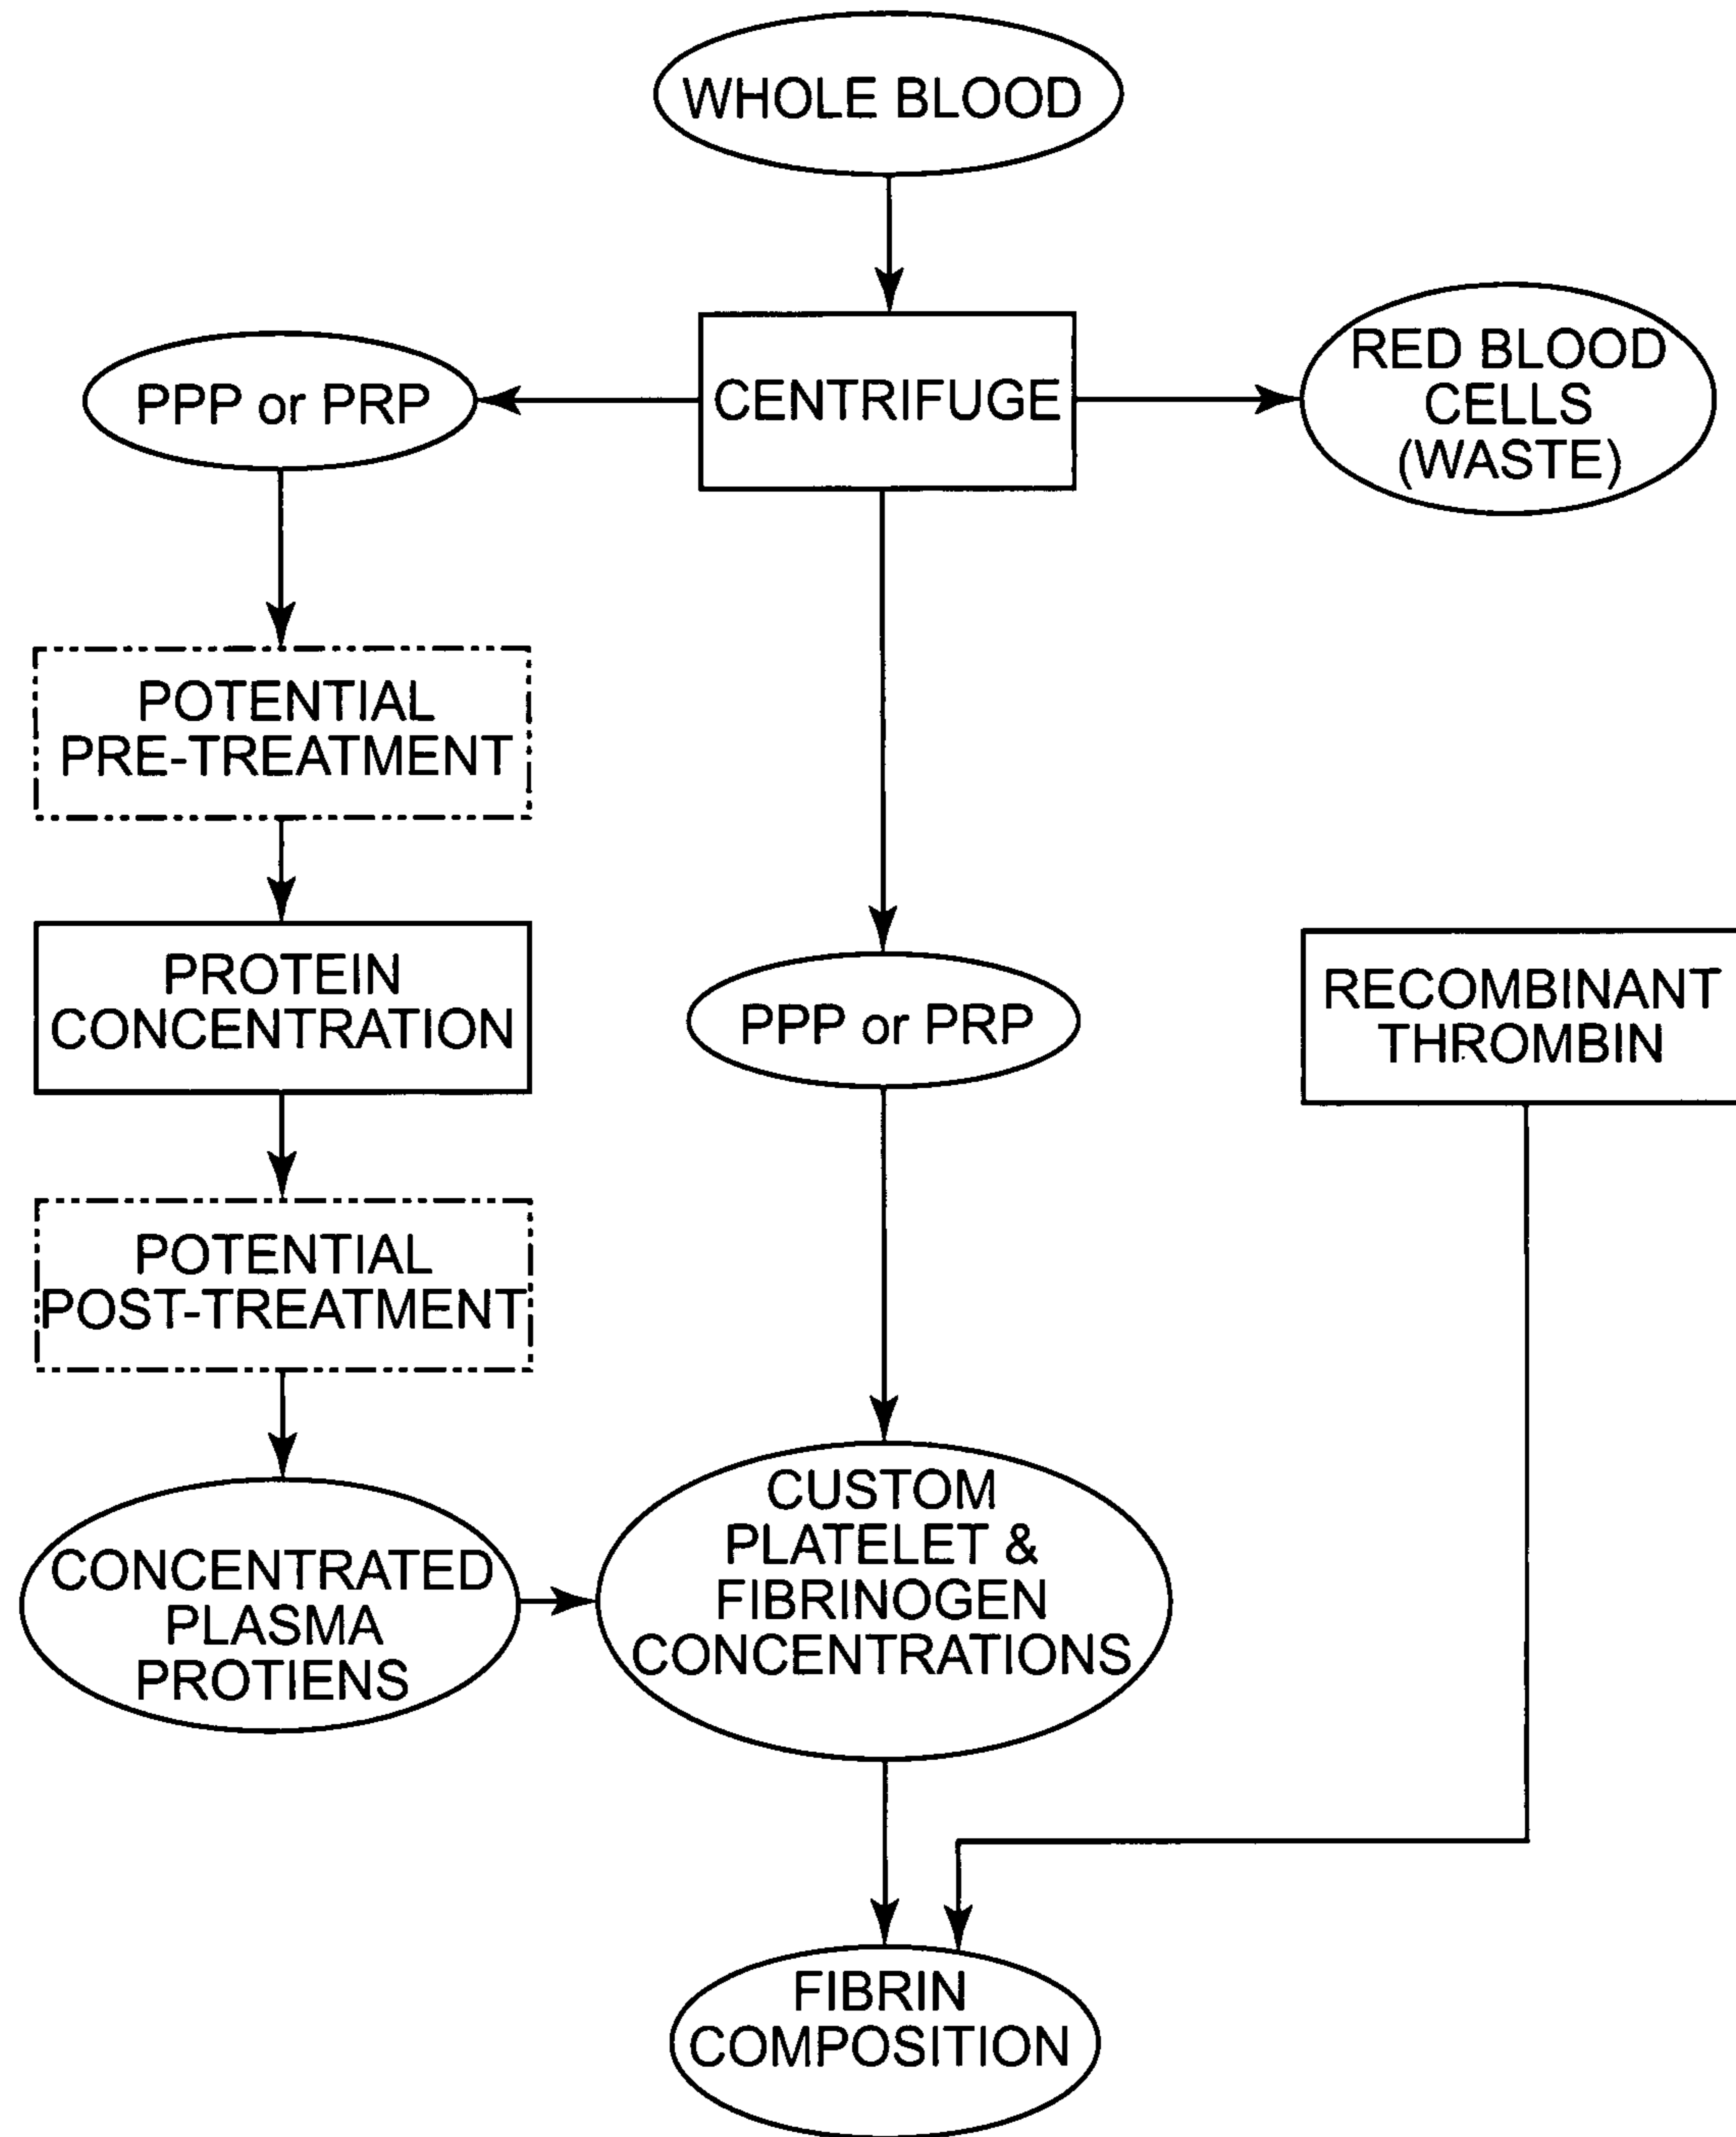 WHOLE BLOOD
PPP or PRP
CENTRIFUGE
RED BLOOD
CELLS
(WASTE)
POTENTIAL
PRE-TREATMENT
PROTEIN
CONCENTRATION
PPP or PRP
RECOMBINANT
THROMBIN
POTENTIAL
POST-TREATMENT
CONCENTRATED
PLASMA
PROTIENS
CUSTOM
PLATELET &
FIBRINOGEN
CONCENTRATIONS
FIBRIN
COMPOSITION